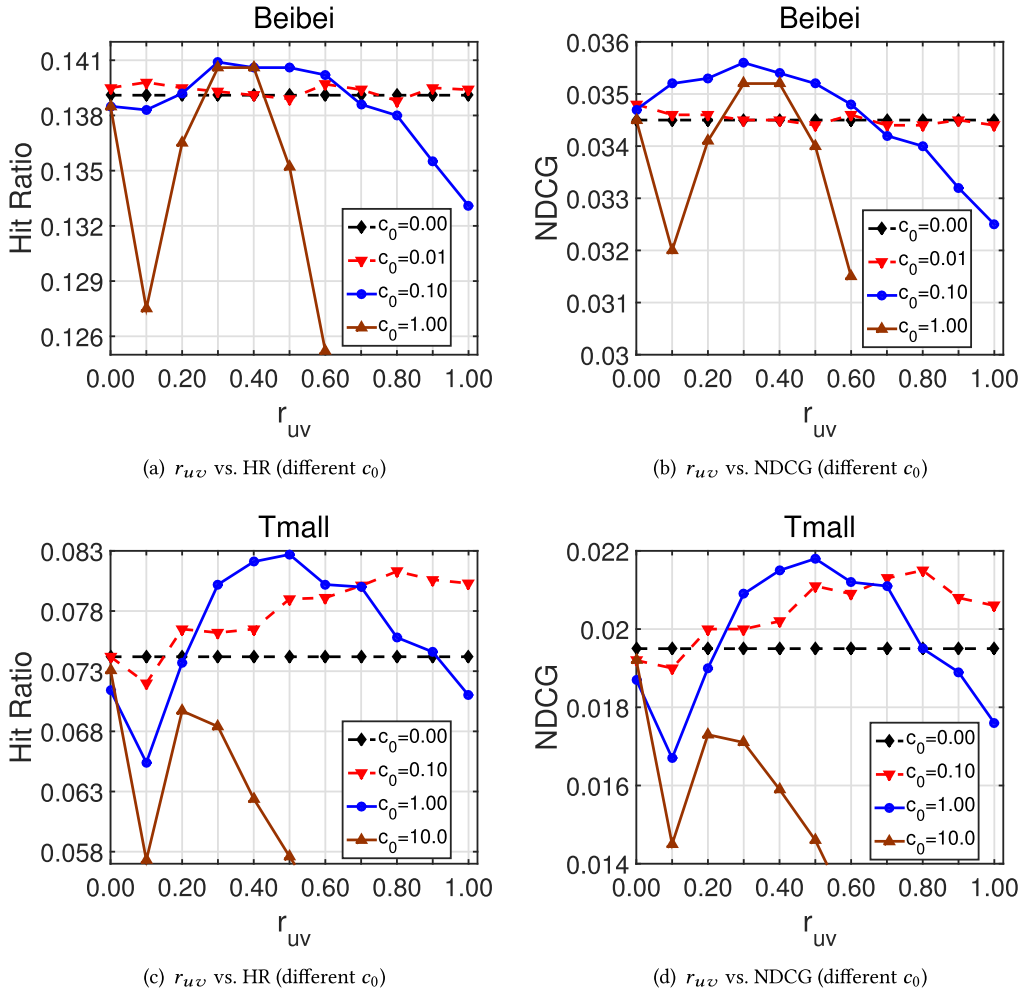 Beibei
0.141
0.138
0.135
0.132
0.129
0.126
Hit Ratio
c0=0.00
c0=0.01
c0=0.10
c0=1.00
0.00 0.20 0.40 0.60 0.80 1.00
ruv
(a) ruv vs. HR (different c0)
Beibei
0.036
0.035
0.034
0.033
0.032
0.031
0.03
NDCG
c0=0.00
c0=0.01
c0=0.10
c0=1.00
0.00 0.20 0.40 0.60 0.80 1.00
ruv
(b) ruv vs. NDCG (different c0)
Tmall
0.083
0.078
0.073
0.068
0.063
0.058
Hit Ratio
c0=0.00
c0=0.10
c0=1.00
c0=10.0
0.00 0.20 0.40 0.60 0.80 1.00
ruv
(c) ruv vs. HR (different c0)
Tmall
0.022
0.02
0.018
0.016
0.014
NDCG
c0=0.00
c0=0.10
c0=1.00
c0=10.0
0.00 0.20 0.40 0.60 0.80 1.00
ruv
(d) ruv vs. NDCG (different c0)